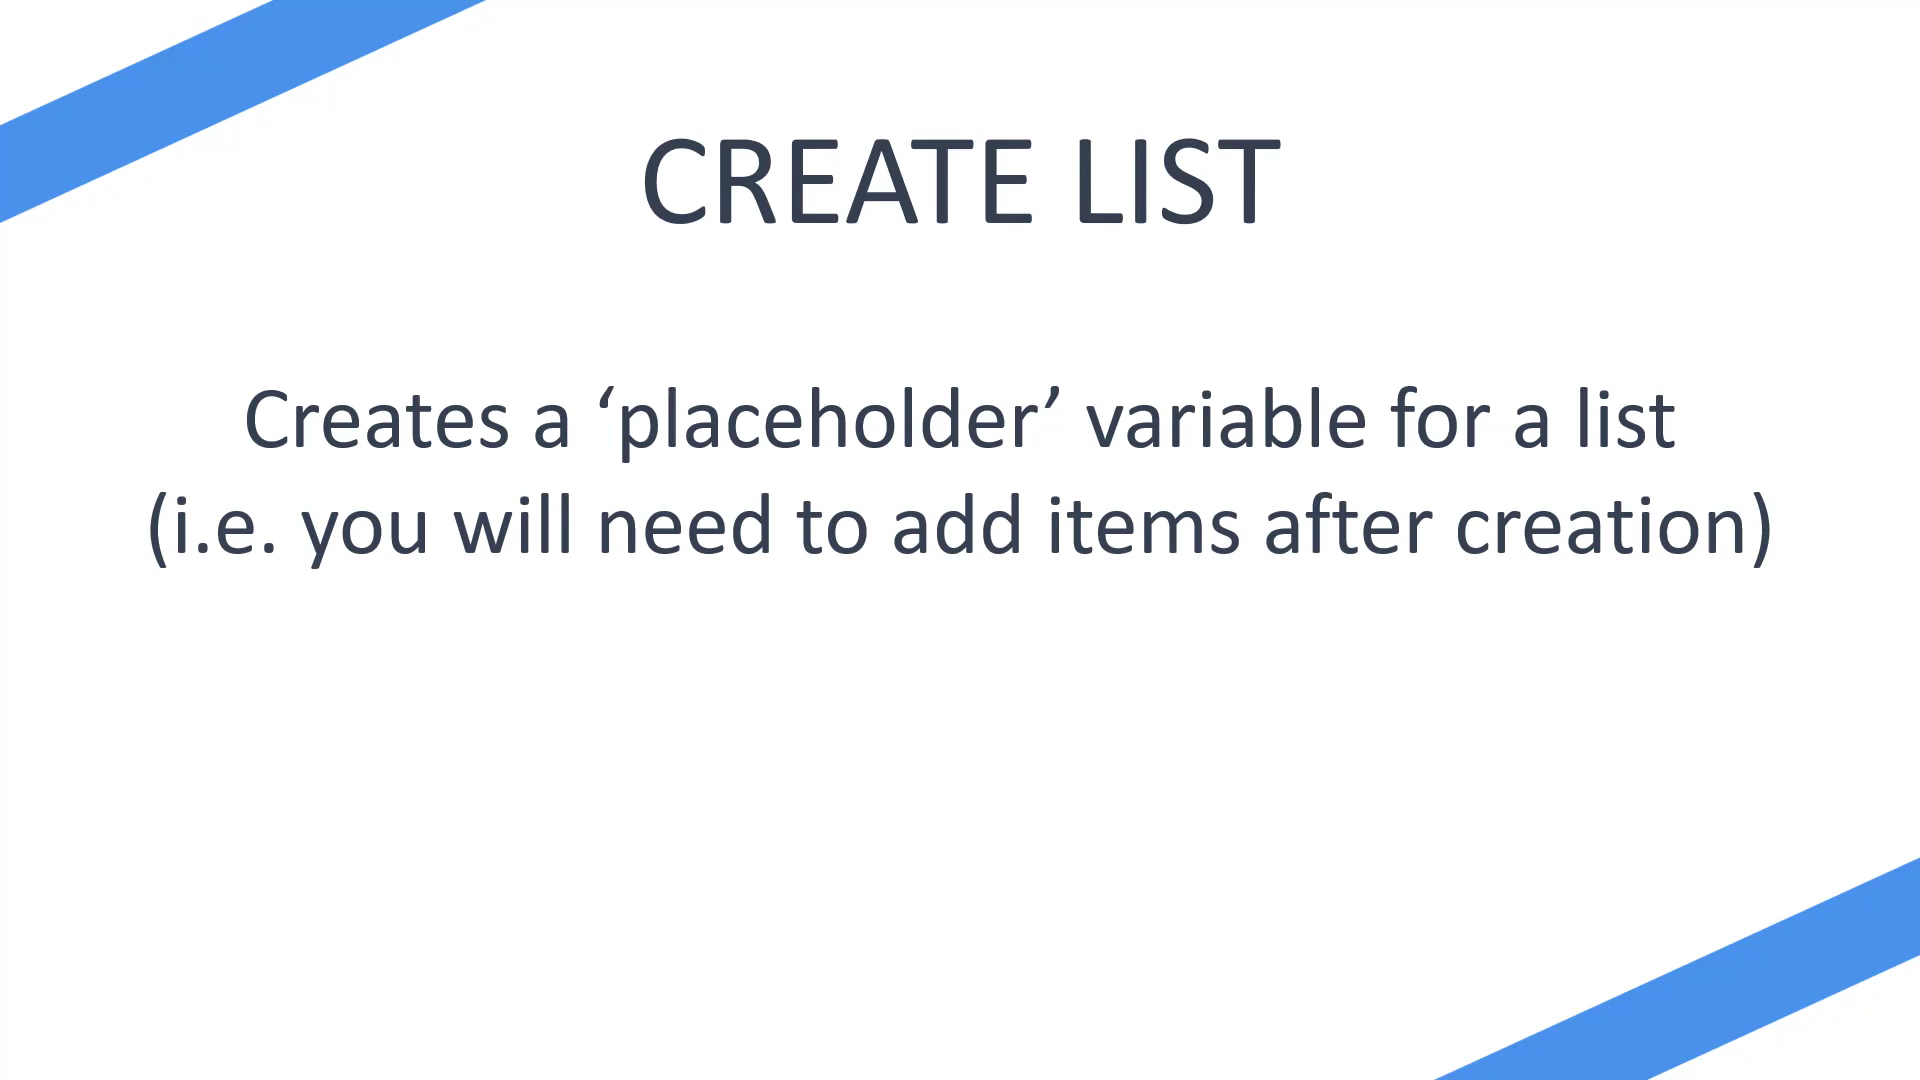 CREATE LIST
Creates a ‘placeholder’ variable for a list
(i.e. you will need to add items after creation)